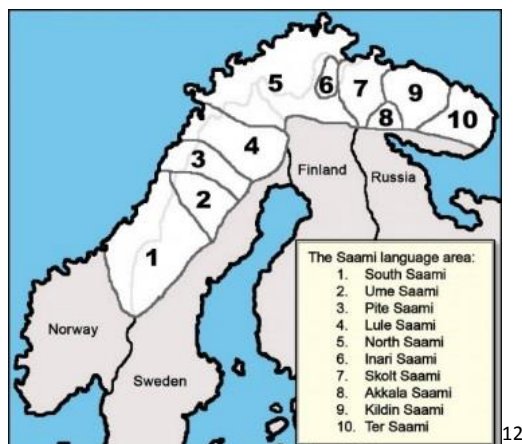 5
6
7
9
8
10
3
4
2
1
Finland
Russia
Norway
Sweden
The Saami language area:
1. South Saami
2. Ume Saami
3. Pite Saami
4. Lule Saami
5. North Saami
6. Inari Saami
7. Skolt Saami
8. Akkala Saami
9. Kildin Saami
10. Ter Saami
12